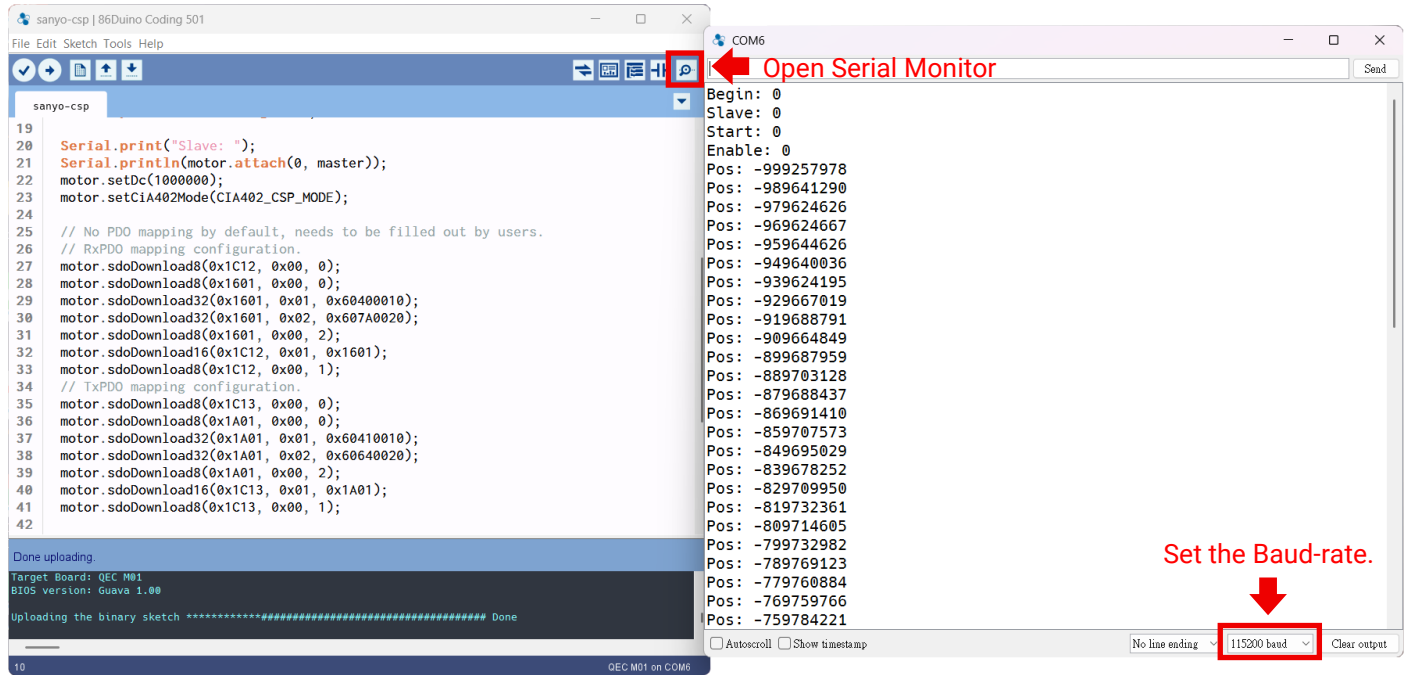 sanyo-csp | 86Duino Coding 501
File Edit Sketch Tools Help
sanyo-csp
19
20 Serial.print("Slave: ");
21 Serial.println(motor.attach(0, master));
22 motor.setDc(1000000);
23 motor.setCiA402Mode(CIA402_CSP_MODE);
24
25 // No PDO mapping by default, needs to be filled out by users.
26 // RxPDO mapping configuration.
27 motor.sdoDownload8(0x1C12, 0x00, 0);
28 motor.sdoDownload8(0x1601, 0x00, 0);
29 motor.sdoDownload32(0x1601, 0x01, 0x60400010);
30 motor.sdoDownload32(0x1601, 0x02, 0x607A0020);
31 motor.sdoDownload8(0x1601, 0x00, 2);
32 motor.sdoDownload16(0x1C12, 0x01, 0x1601);
33 motor.sdoDownload8(0x1C12, 0x00, 1);
34 // TxPDO mapping configuration.
35 motor.sdoDownload8(0x1C13, 0x00, 0);
36 motor.sdoDownload8(0x1A01, 0x00, 0);
37 motor.sdoDownload32(0x1A01, 0x01, 0x60410010);
38 motor.sdoDownload32(0x1A01, 0x02, 0x60640020);
39 motor.sdoDownload8(0x1A01, 0x00, 2);
40 motor.sdoDownload16(0x1C13, 0x01, 0x1A01);
41 motor.sdoDownload8(0x1C13, 0x00, 1);
42
Done uploading.
Target Board: QEC M01
BIOS version: Guava 1.00
Uploading the binary sketch ************################################### Done
10
QEC M01 on COM6
COM6
Open Serial Monitor
Send
Begin: 0
Slave: 0
Start: 0
Enable: 0
Pos: -999257978
Pos: -989641290
Pos: -979624626
Pos: -969624667
Pos: -959644626
Pos: -949640036
Pos: -939624195
Pos: -929667019
Pos: -919688791
Pos: -909664849
Pos: -899687959
Pos: -889703128
Pos: -879688437
Pos: -869691410
Pos: -859707573
Pos: -849695029
Pos: -839678252
Pos: -829709950
Pos: -819732361
Pos: -809714605
Pos: -799732982
Pos: -789769123
Pos: -779760884
Pos: -769759766
Pos: -759784221
Set the Baud-rate.
Autoscroll Show timestamp
No line ending
115200 baud
Clear output